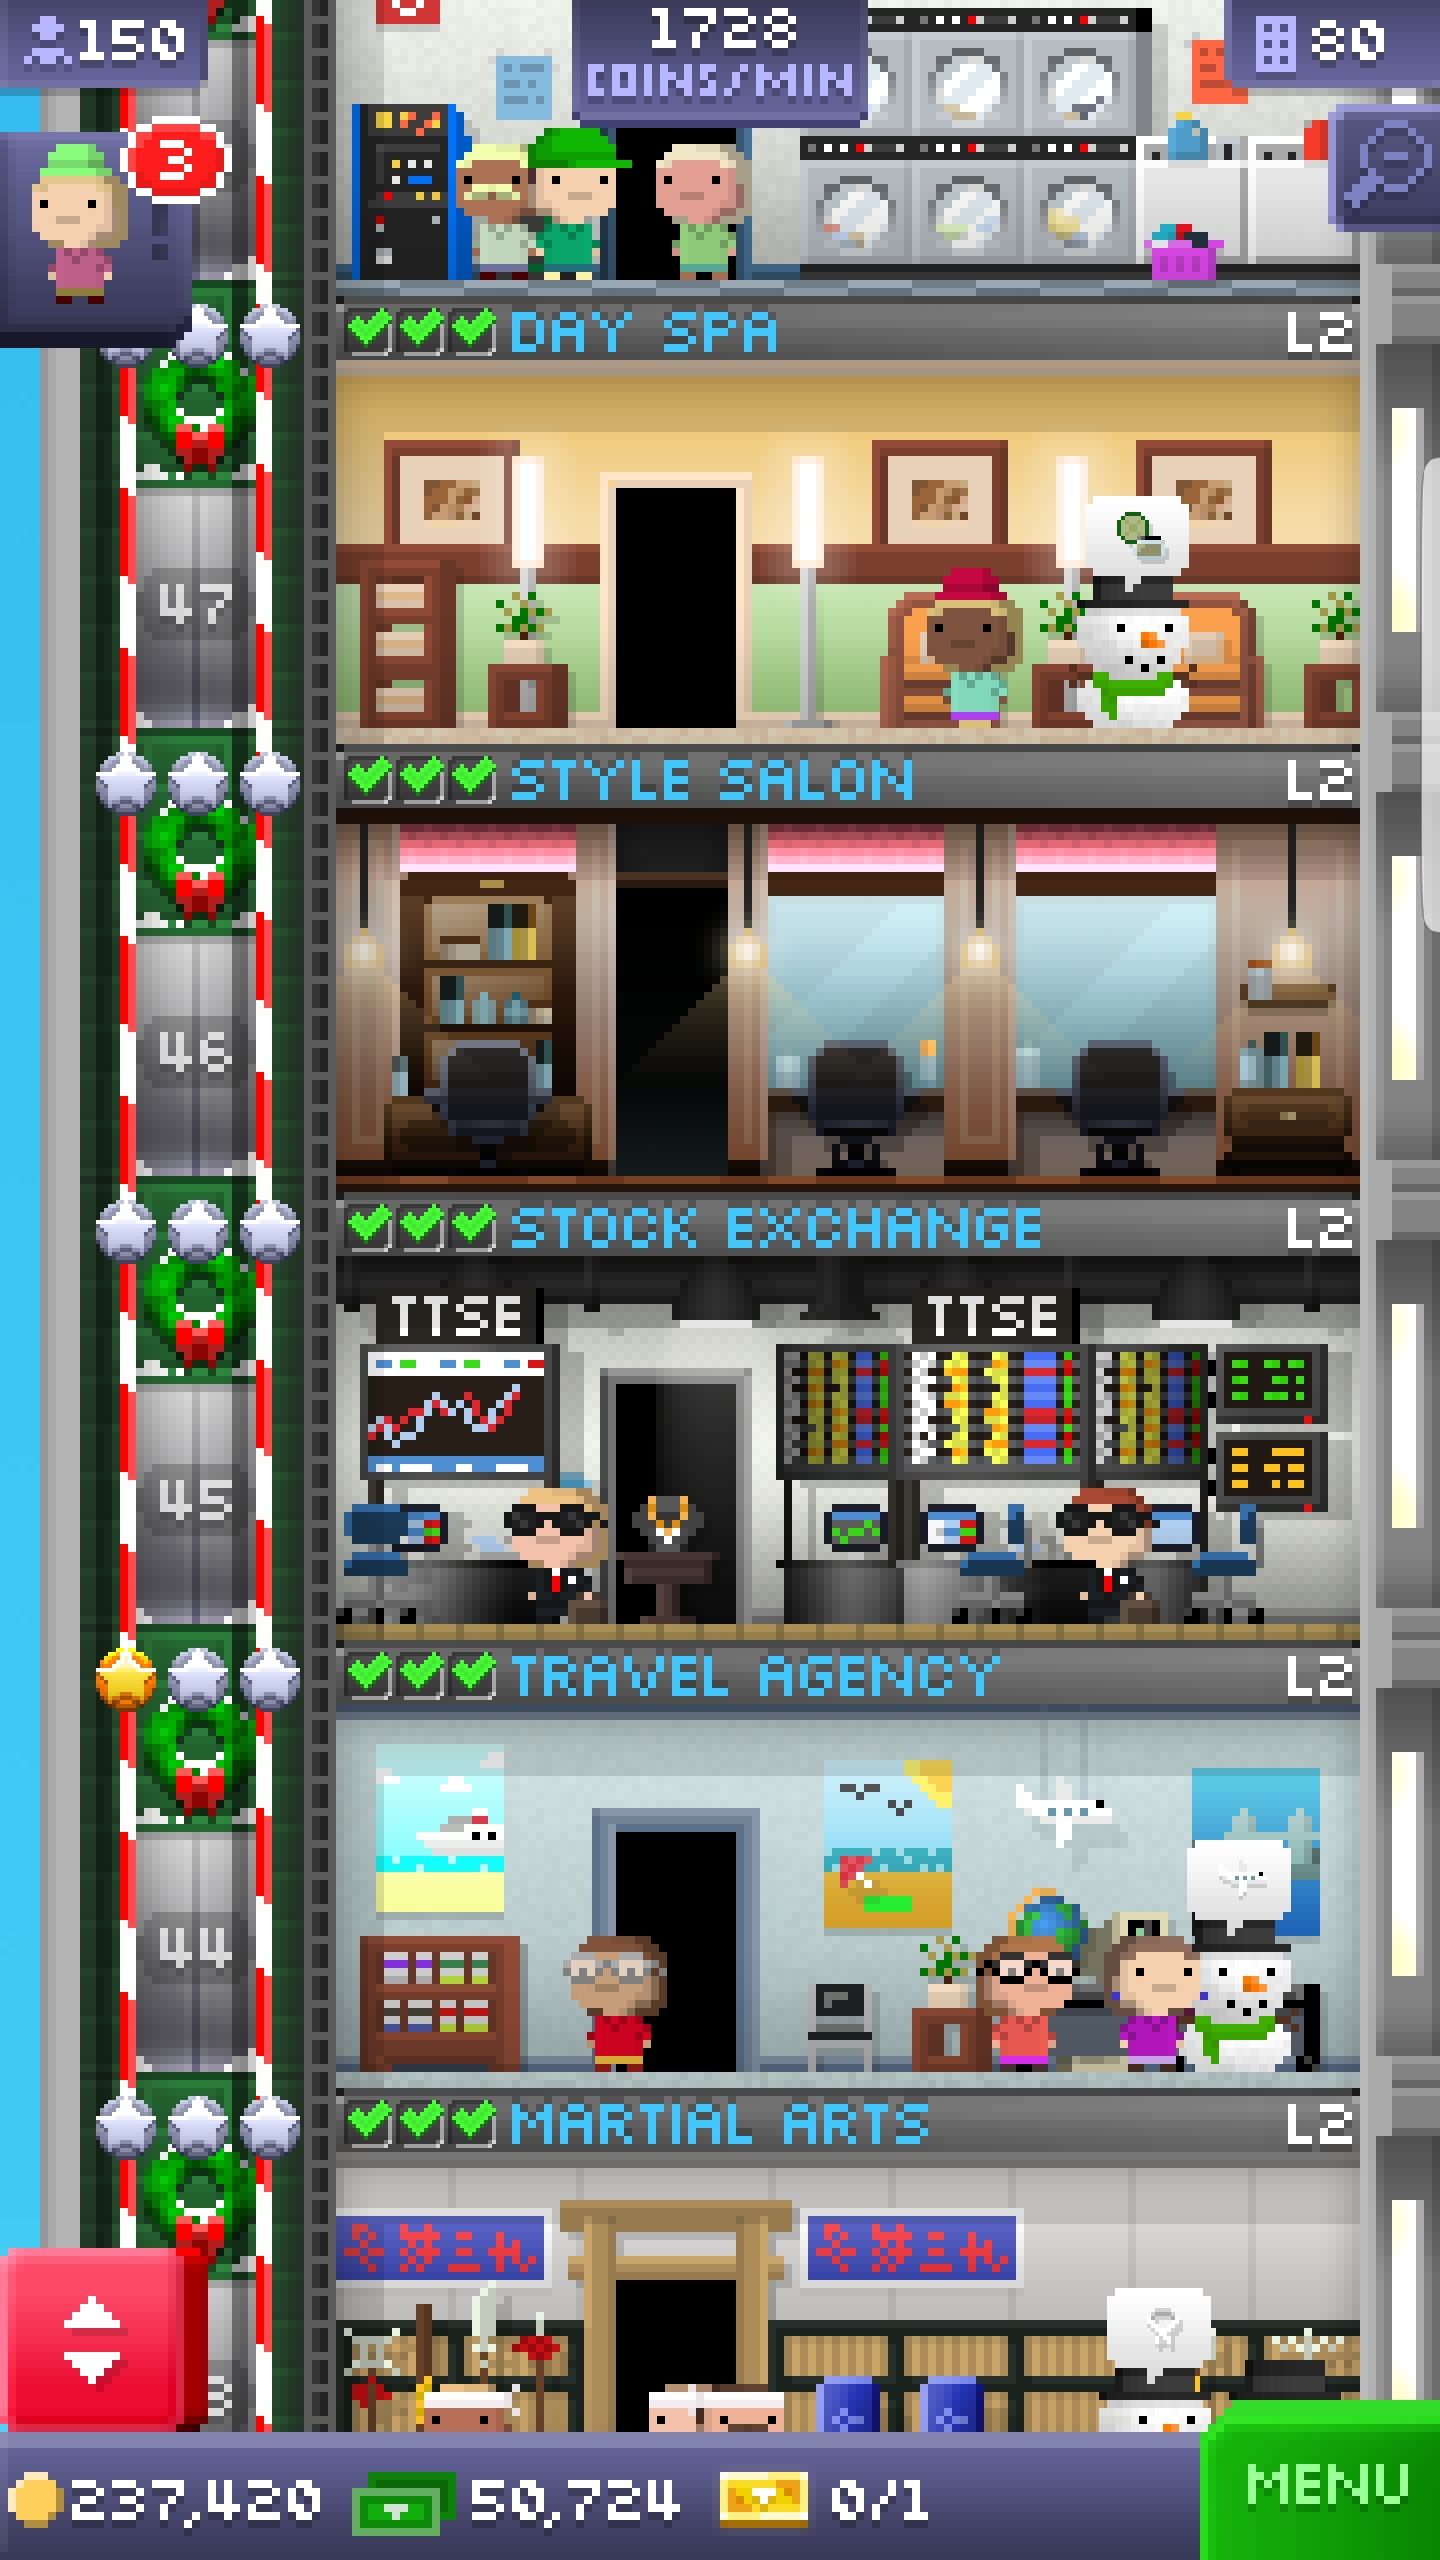 150
1728
COINS/MIN
80
3
DAY SPA L2
47
STYLE SALON L2
46
STOCK EXCHANGE L2
TTSE TTSE
45
TRAVEL AGENCY L2
44
MARTIAL ARTS L2
237,420 50,724 0/1 MENU